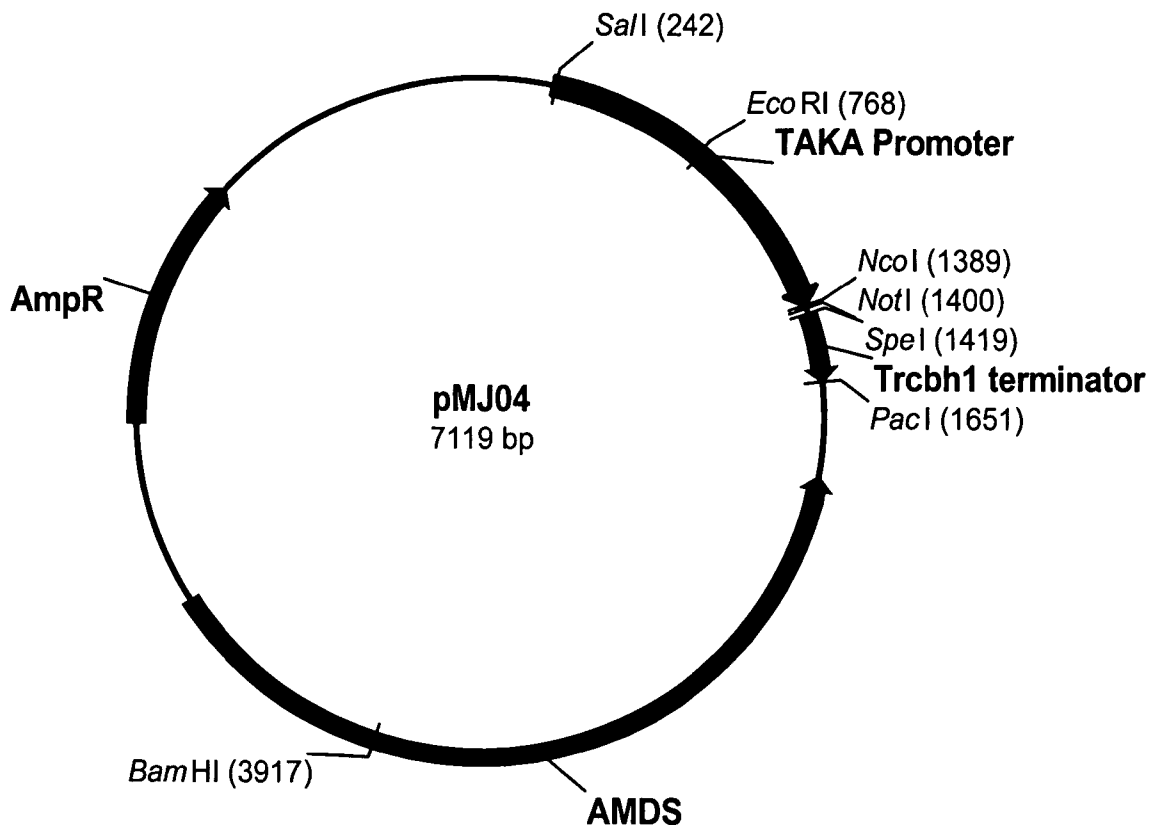 SalI (242)
EcoRI (768)
TAKA Promoter
NcoI (1389)
NotI (1400)
SpeI (1419)
Trcbh1 terminator
PacI (1651)
AmpR
pMJ04
7119 bp
BamHI (3917)
AMDS